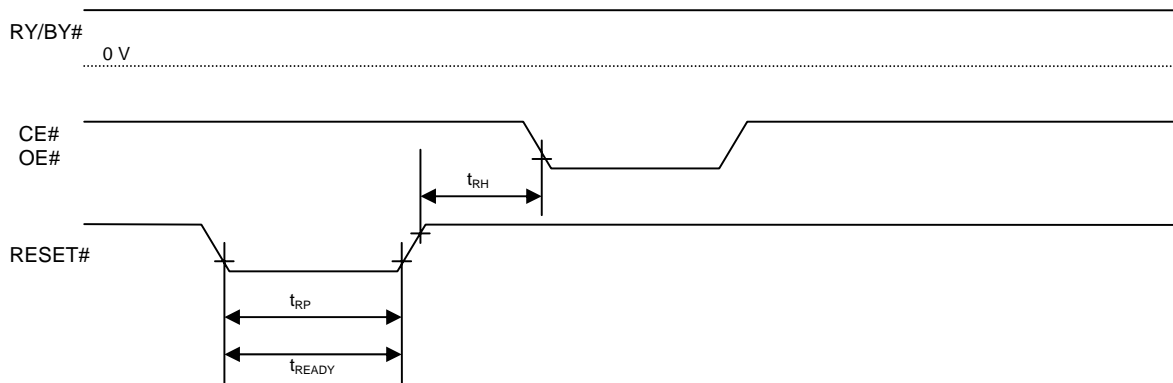 RY/BY#
0 V
CE#
OE#
tRH
RESET#
tRP
tREADY